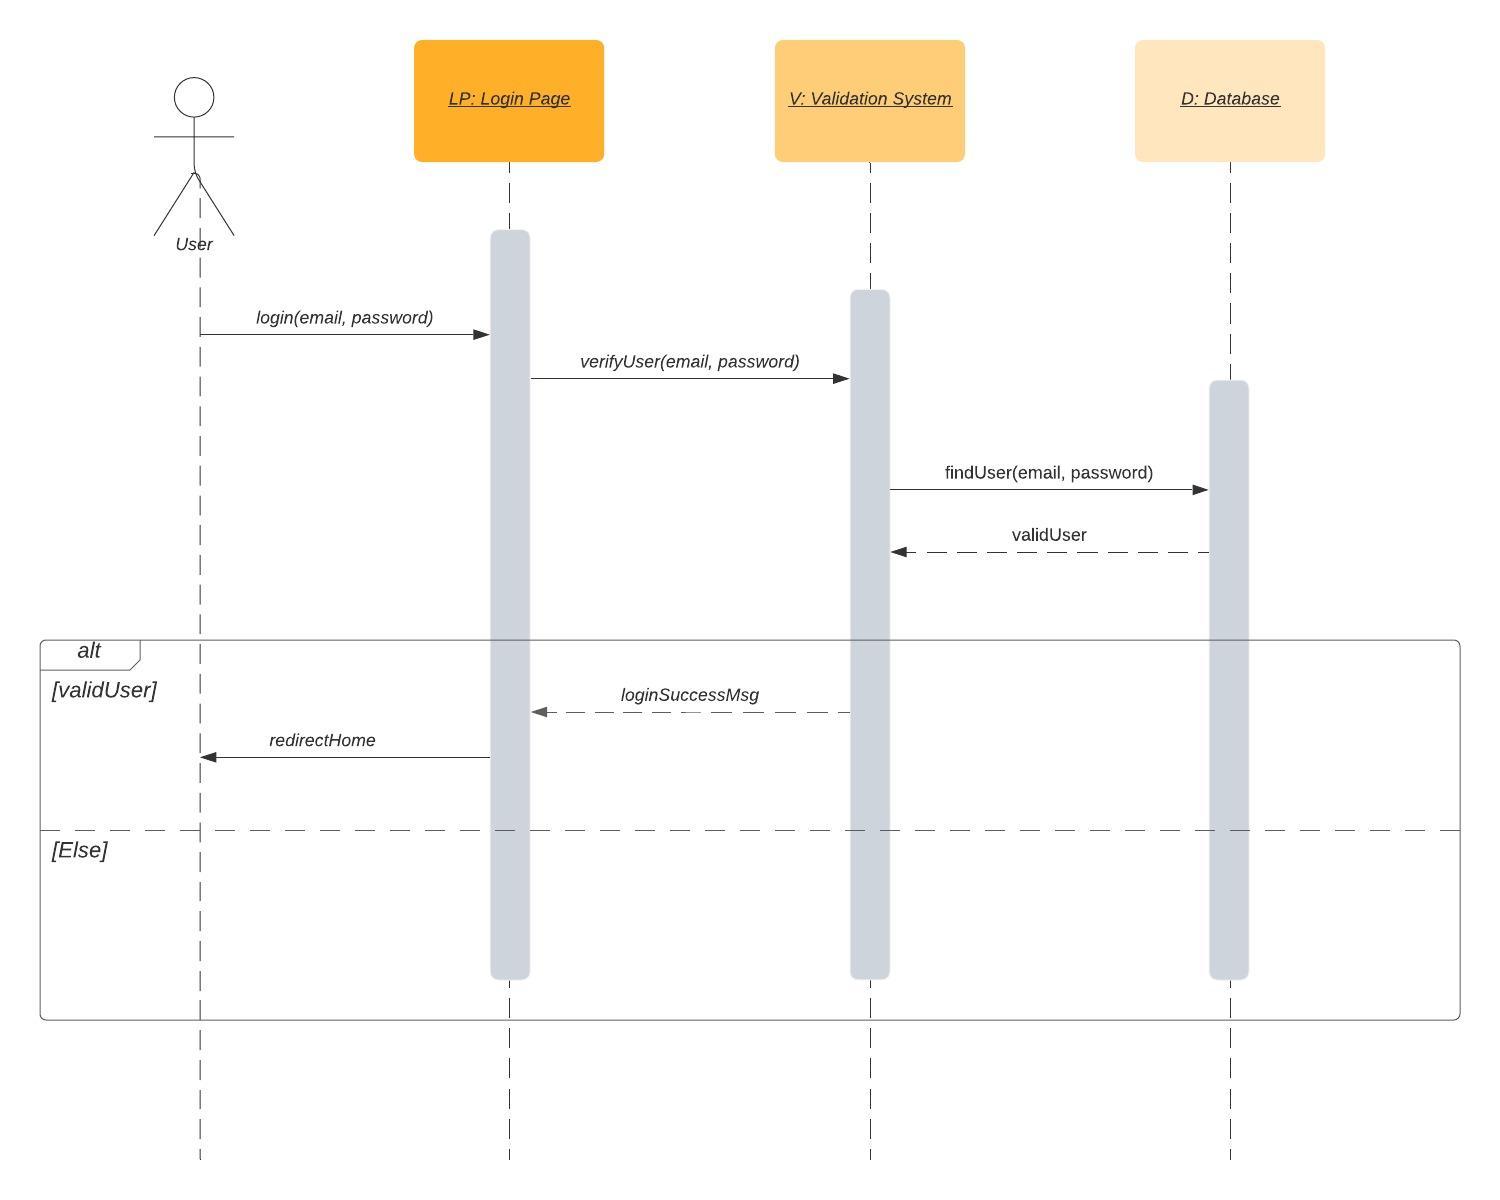 LP: Login Page
V: Validation System
D: Database
User
login(email, password)
verifyUser(email, password)
findUser(email, password)
validUser
alt
[validUser]
loginSuccessMsg
redirectHome
[Else]